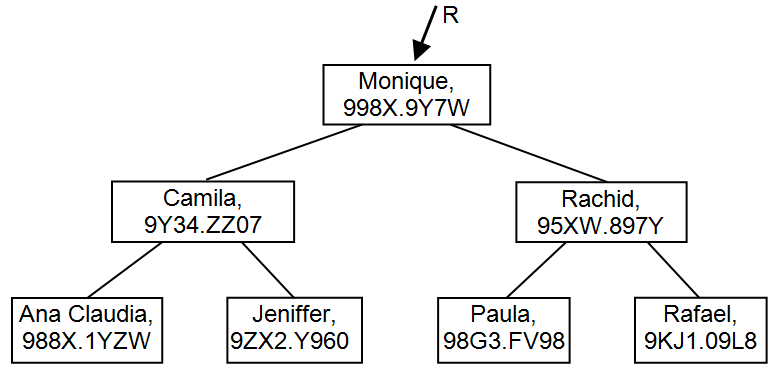 R
Monique,
998X.9Y7W
Camila,
9Y34.ZZ07
Rachid,
95XW.897Y
Ana Claudia,
988X.1YZW
Jeniffer,
9ZX2.Y960
Paula,
98G3.FV98
Rafael,
9KJ1.09L8